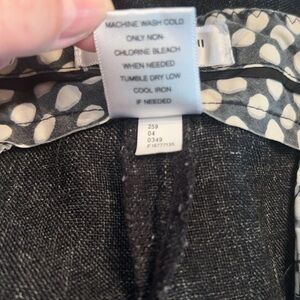 MACHINE WASH COLD
ONLY NON-
CHLORINE BLEACH
WHEN NEEDED
TUMBLE DRY LOW
COOL IRON
IF NEEDED
259
04
0349